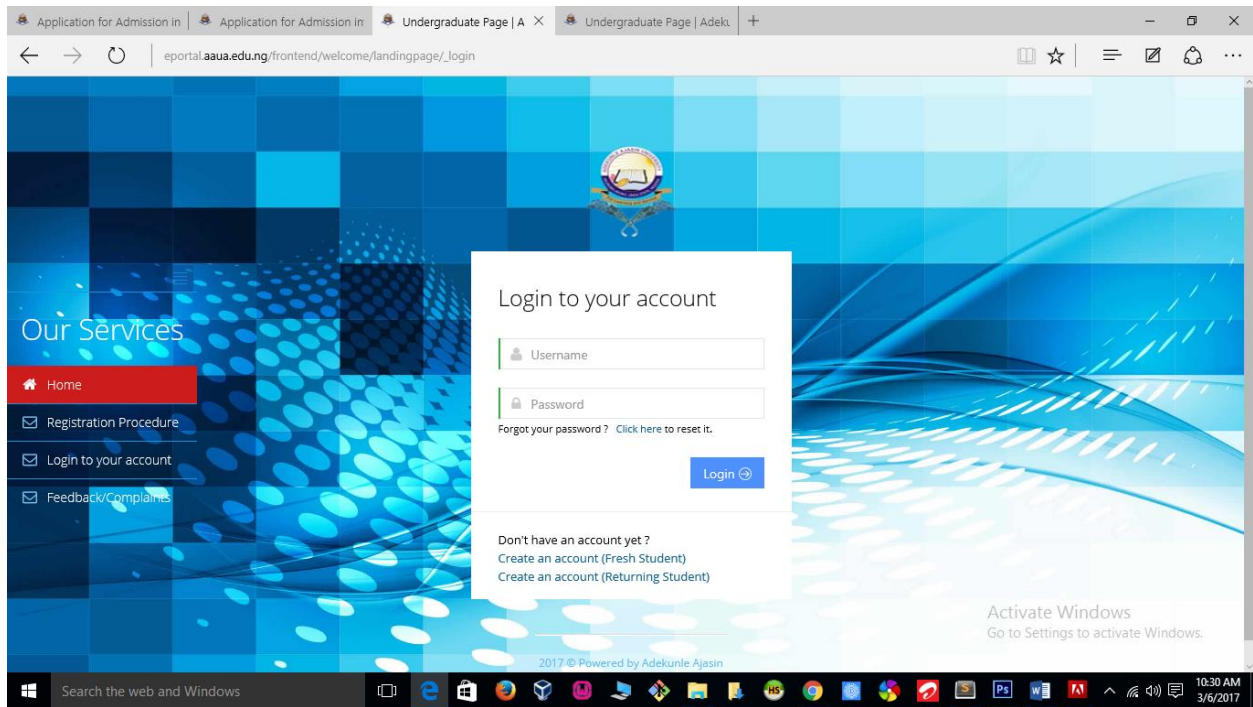 Application for Admission in
Application for Admission in
Undergraduate Page | A
Undergraduate Page | Adeku
eportal.aaua.edu.ng/frontend/welcome/landingpage/_login
Our Services
Home
Registration Procedure
Login to your account
Feedback/Complaints
Login to your account
Username
Password
Forgot your password ? Click here to reset it.
Login
Don't have an account yet ?
Create an account (Fresh Student)
Create an account (Returning Student)
2017 © Powered by Adekunle Ajasin
Activate Windows
Go to Settings to activate Windows.
Search the web and Windows
HS
S
Ps
10:30 AM
3/6/2017